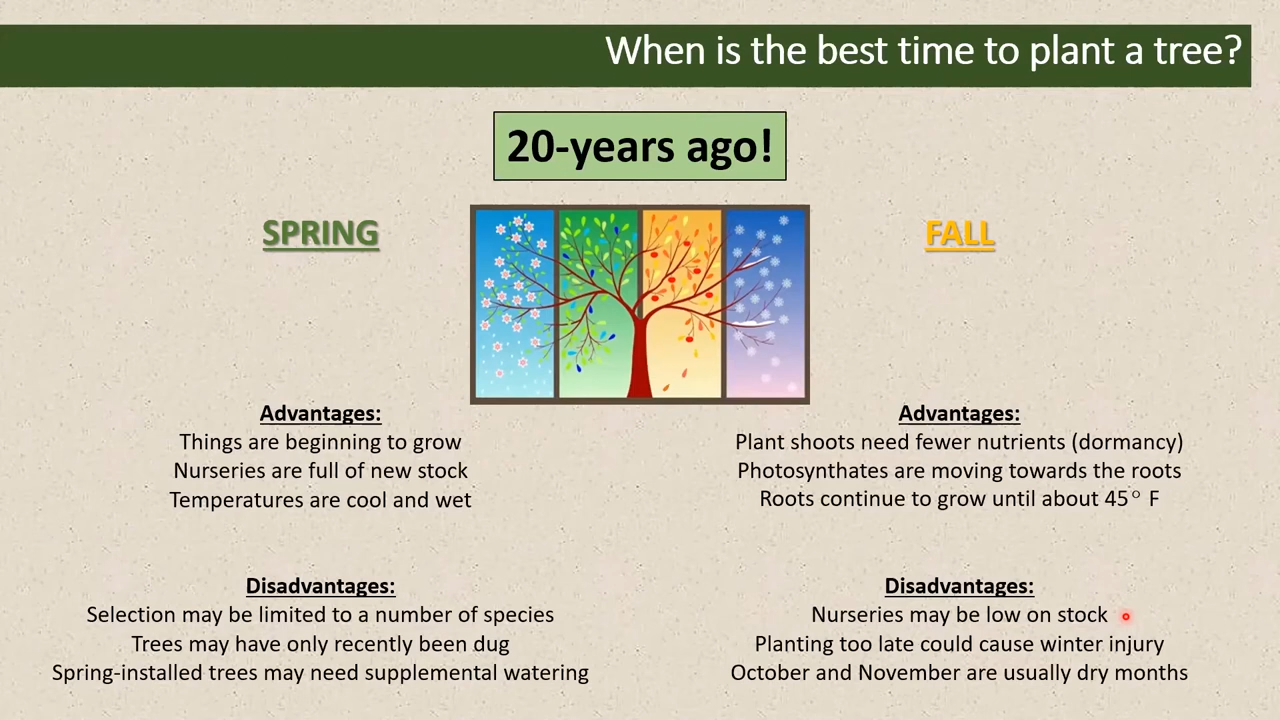 When is the best time to plant a tree?
20-years ago!
SPRING
Advantages:
Things are beginning to grow
Nurseries are full of new stock
Temperatures are cool and wet
Disadvantages:
Selection may be limited to a number of species
Trees may have only recently been dug
Spring-installed trees may need supplemental watering
FALL
Advantages:
Plant shoots need fewer nutrients (dormancy)
Photosynthates are moving towards the roots
Roots continue to grow until about 45° F
Disadvantages:
Nurseries may be low on stock
Planting too late could cause winter injury
October and November are usually dry months